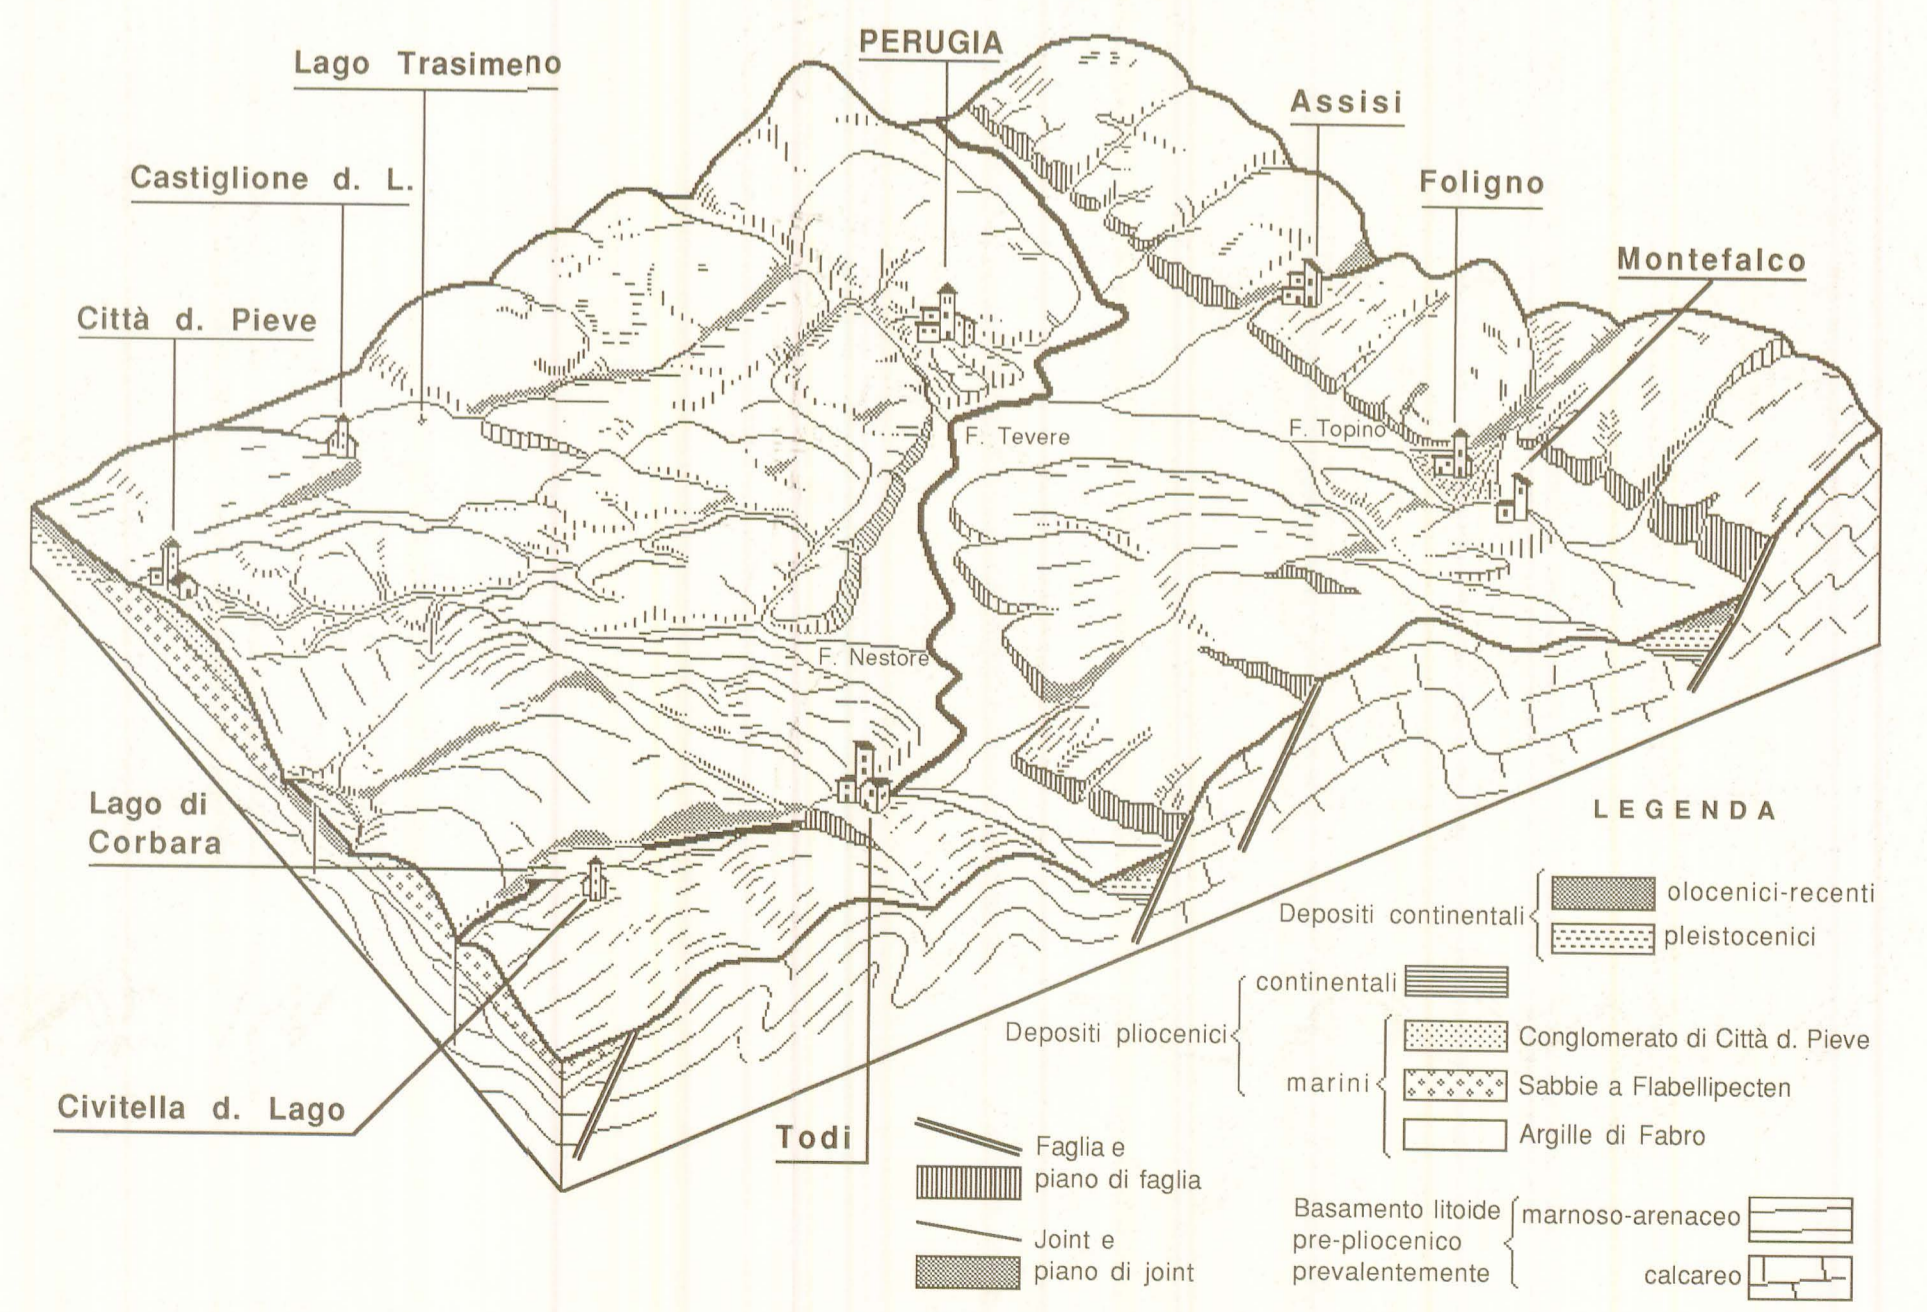 PERUGIA
Lago Trasimeno
Assisi
Castiglione d. L.
Foligno
Montefalco
Città d. Pieve
F. Tevere
F. Topino
F. Nestore
Lago di
Corbara
Civitella d. Lago
Todi
LEGENDA
Depositi continentali
olocenici-recenti
pleistocenici
Depositi pliocenici
continentali
marini
Conglomerato di Città d. Pieve
Sabbie a Flabellipecten
Argille di Fabro
Faglia e
piano di faglia
Joint e
piano di joint
Basamento litoide
pre-pliocenico
prevalentemente
marnoso-arenaceo
calcareo